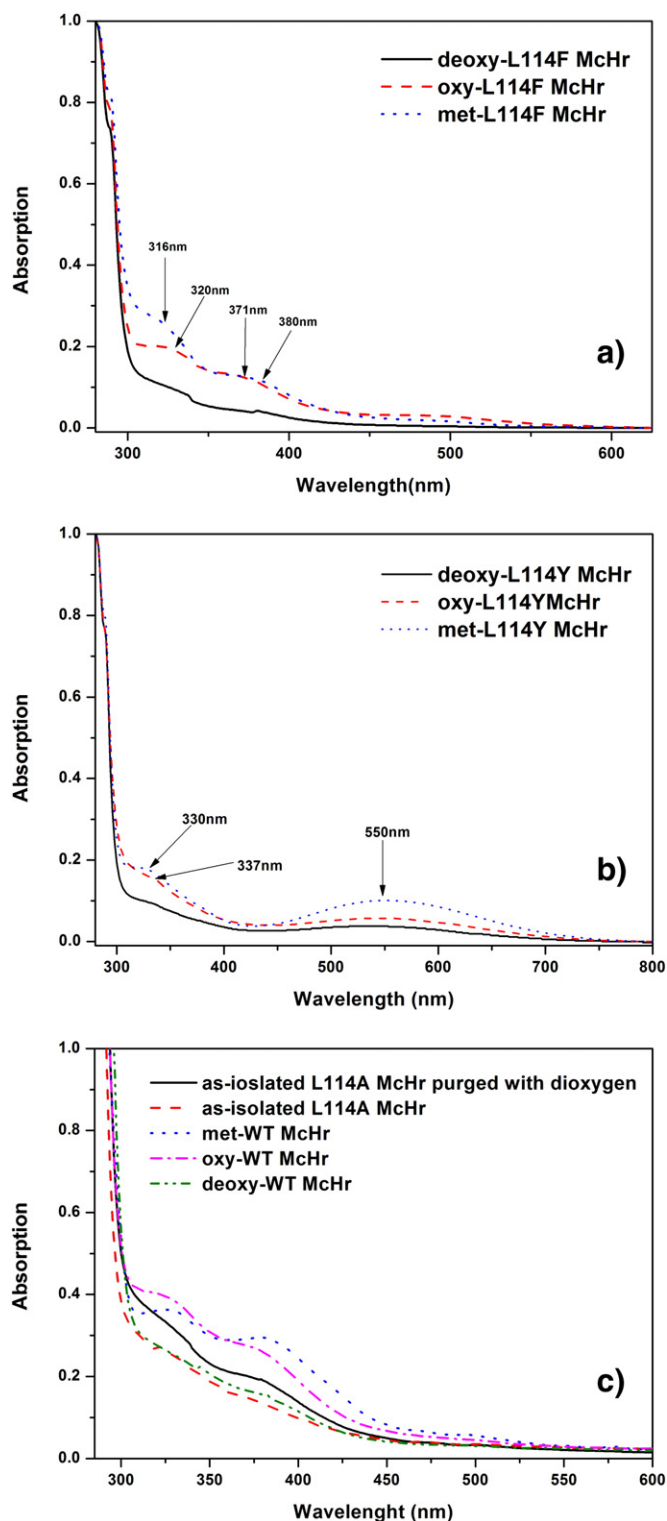 1.0
0.8
0.6
0.4
0.2
0.0
Absorption
deoxy-L114F McHr
oxy-L114F McHr
met-L114F McHr
316nm
320nm
371nm
380nm
a)
300
400
500
600
Wavelength(nm)
1.0
0.8
0.6
0.4
0.2
0.0
Absorption
deoxy-L114Y McHr
oxy-L114YMcHr
met-L114Y McHr
330nm
337nm
550nm
b)
300
400
500
600
700
800
Wavelength (nm)
1.0
0.8
0.6
0.4
0.2
0.0
Absorption
as-ioslated L114A McHr purged with dioxygen
as-isolated L114A McHr
met-WT McHr
oxy-WT McHr
deoxy-WT McHr
c)
300
350
400
450
500
550
600
Wavelenght (nm)